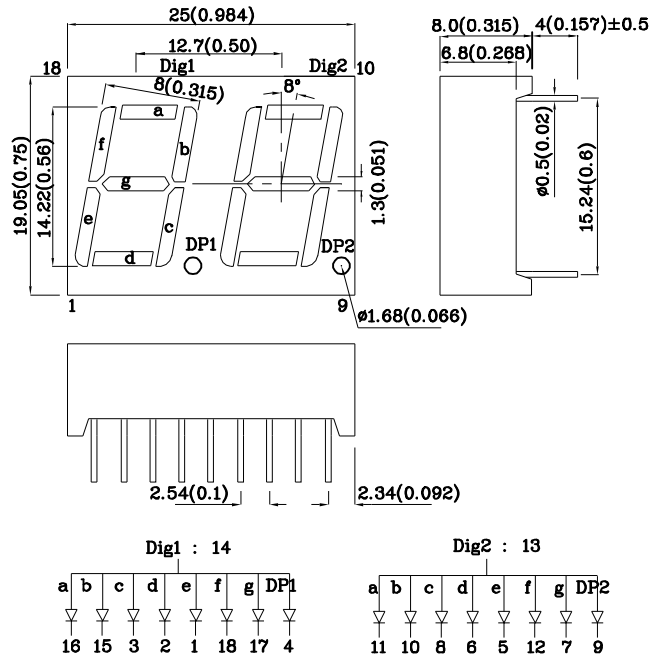 25(0.984)
8.0(0.315)
4(0.157)±0.5
12.7(0.50)
6.8(0.268)
18
Dig1
Dig2
10
8(0.315)
8°
a
f
b
g
e
c
d
DP1
DP2
19.05(0.75)
14.22(0.56)
1.3(0.051)
ø0.5(0.02)
15.24(0.6)
1
9
ø1.68(0.066)
2.54(0.1)
2.34(0.092)
Dig1 : 14
Dig2 : 13
a b c d e f g DP1
a b c d e f g DP2
16 15 3 2 1 18 17 4
11 10 8 6 5 12 7 9